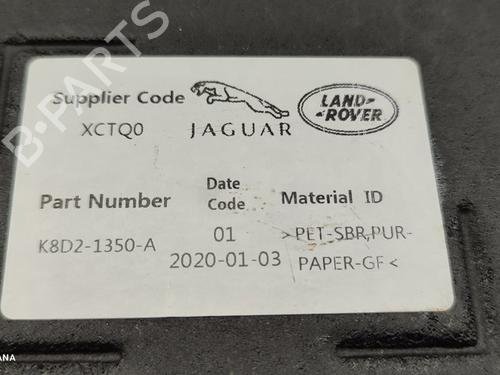 Supplier Code
XCTQ0
JAGUAR
LAND-
-ROVER
Part Number
Date
Code
Material ID
K8D2-1350-A
01
2020-01-03
>PET-SBR,PUR-
PAPER-GF<
B-PARTS
ANA